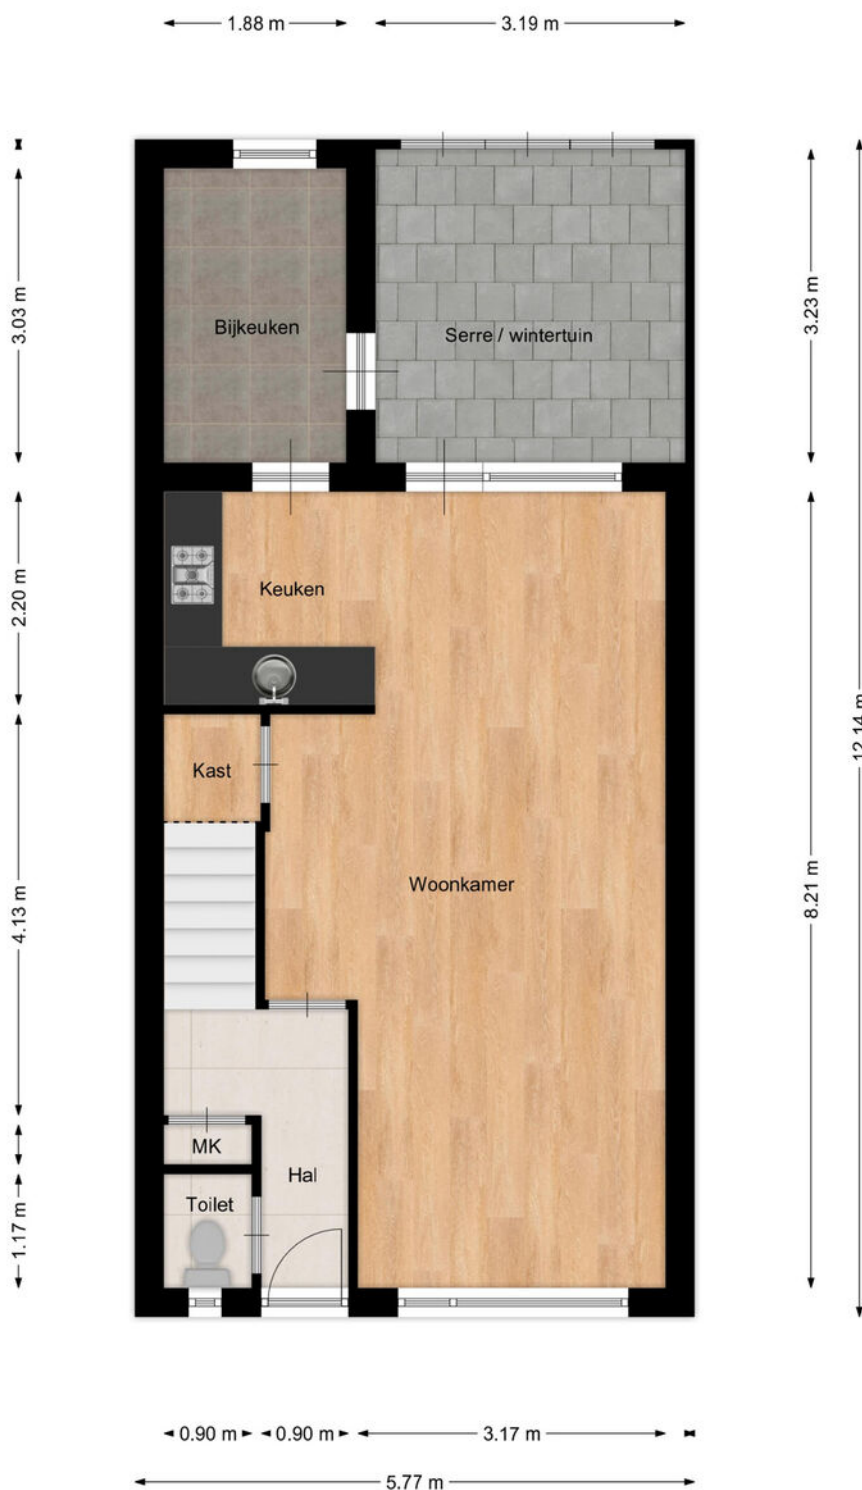 1.88 m
3.19 m
3.03 m
Bijkeuken
Serre / wintertuin
3.23 m
Keuken
2.20 m
12.14 m
Kast
Woonkamer
8.21 m
4.13 m
MK
Hal
Toilet
1.17 m
0.90 m
0.90 m
3.17 m
5.77 m